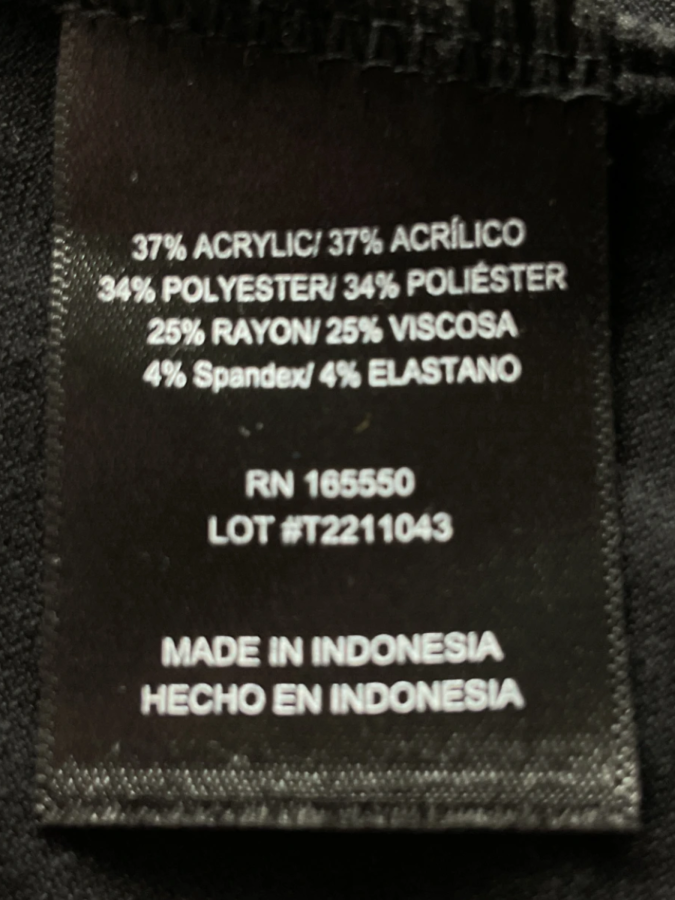 37% ACRYLIC/ 37% ACRÍLICO
34% POLYESTER/ 34% POLIÉSTER
25% RAYON/ 25% VISCOSA
4% Spandex/ 4% ELASTANO
RN 165550
LOT #T2211043
MADE IN INDONESIA
HECHO EN INDONESIA